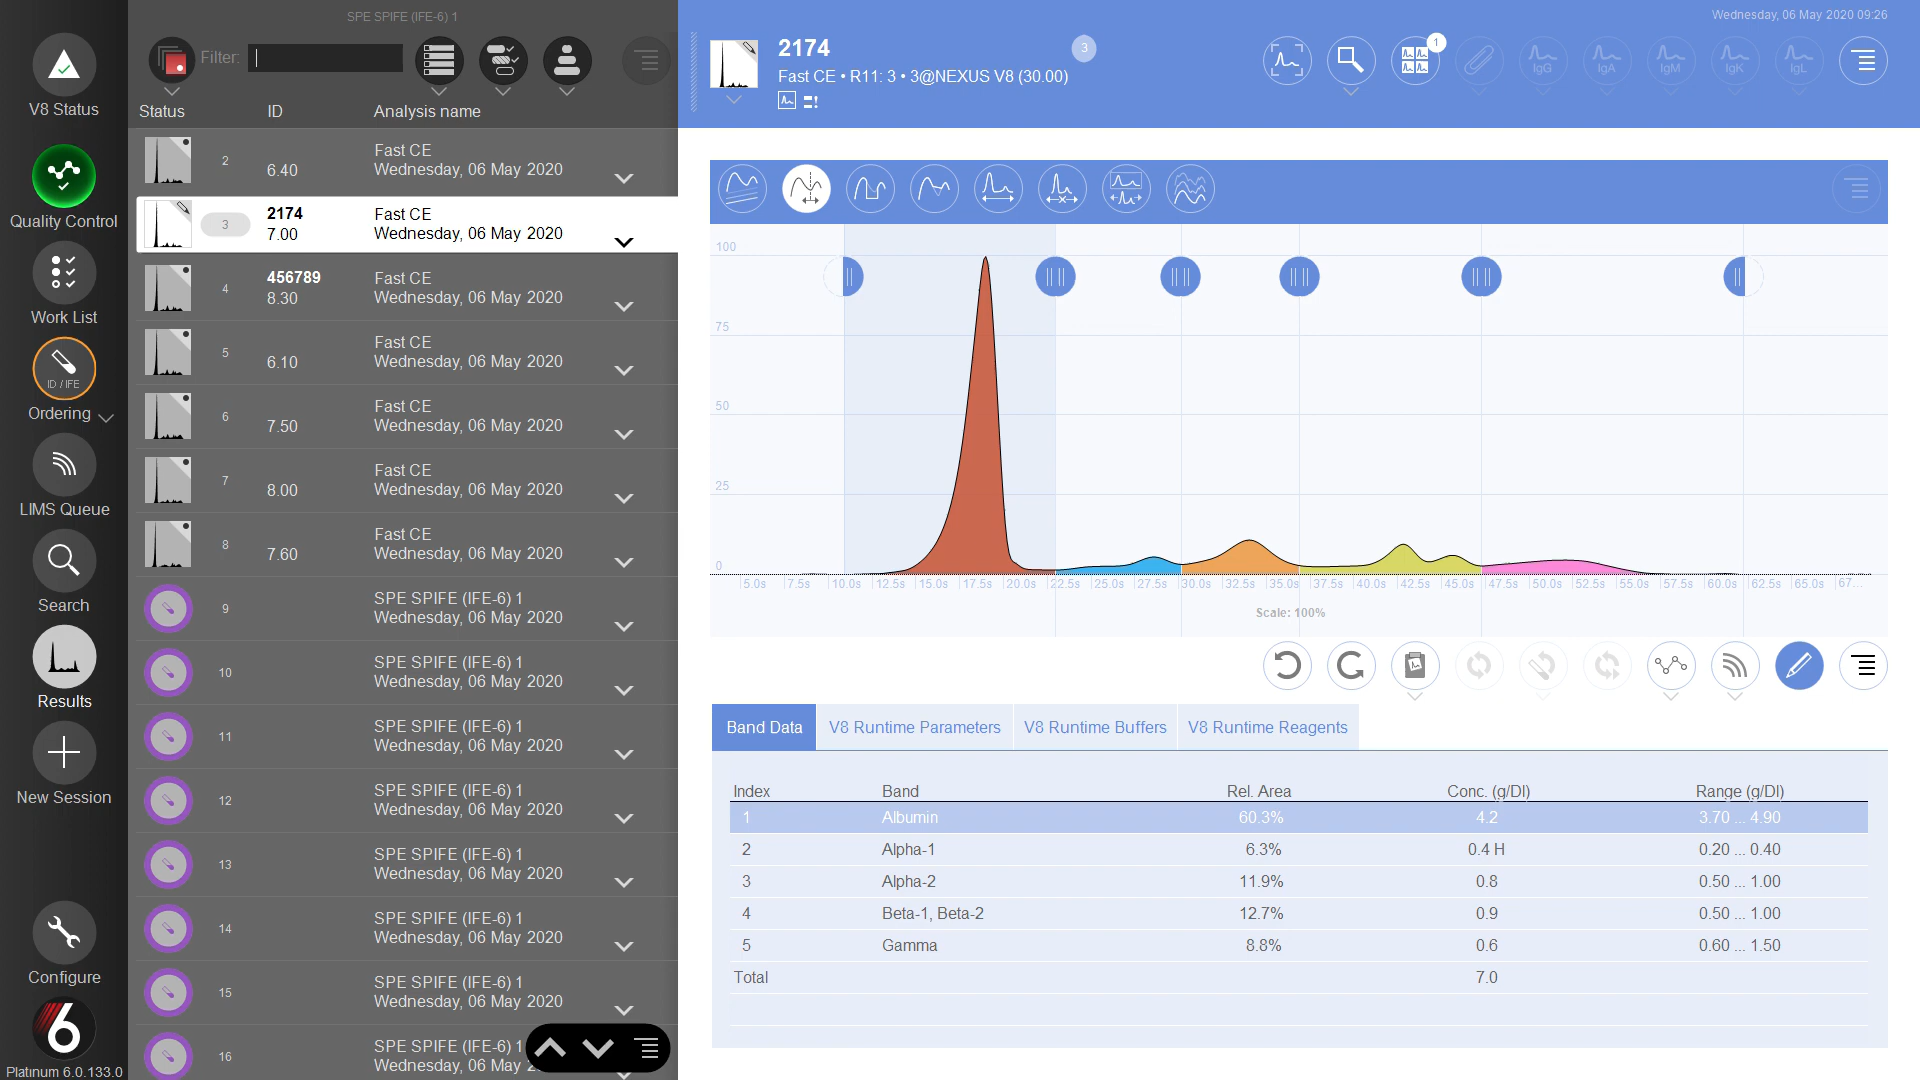 SPE SPIFE (IFE-6) 1
Wednesday, 06 May 2020 09:26
V8 Status
Quality Control
Work List
ID / IFE
Ordering
LIMS Queue
Search
Results
New Session
Configure
6
Platinum 6.0.133.0
Filter:
Status ID Analysis name
2 6.40 Fast CE
Wednesday, 06 May 2020
3 2174 Fast CE
7.00 Wednesday, 06 May 2020
4 456789 Fast CE
8.30 Wednesday, 06 May 2020
5 6.10 Fast CE
Wednesday, 06 May 2020
6 7.50 Fast CE
Wednesday, 06 May 2020
7 8.00 Fast CE
Wednesday, 06 May 2020
8 7.60 Fast CE
Wednesday, 06 May 2020
9 SPE SPIFE (IFE-6) 1
Wednesday, 06 May 2020
10 SPE SPIFE (IFE-6) 1
Wednesday, 06 May 2020
11 SPE SPIFE (IFE-6) 1
Wednesday, 06 May 2020
12 SPE SPIFE (IFE-6) 1
Wednesday, 06 May 2020
13 SPE SPIFE (IFE-6) 1
Wednesday, 06 May 2020
14 SPE SPIFE (IFE-6) 1
Wednesday, 06 May 2020
15 SPE SPIFE (IFE-6) 1
Wednesday, 06 May 2020
16 SPE SPIFE (IFE-6) 1
Wednesday, 06 May 2
2174 3
Fast CE • R11: 3 • 3@NEXUS V8 (30.00)
1
IgG IgA IgM IgK IgL
100
75
50
25
0
5.0s 7.5s 10.0s 12.5s 15.0s 17.5s 20.0s 22.5s 25.0s 27.5s 30.0s 32.5s 35.0s 37.5s 40.0s 42.5s 45.0s 47.5s 50.0s 52.5s 55.0s 57.5s 60.0s 62.5s 65.0s 67...
Scale: 100%
Band Data V8 Runtime Parameters V8 Runtime Buffers V8 Runtime Reagents
Index Band Rel. Area Conc. (g/Dl) Range (g/Dl)
1 Albumin 60.3% 4.2 3.70 ... 4.90
2 Alpha-1 6.3% 0.4 H 0.20 ... 0.40
3 Alpha-2 11.9% 0.8 0.50 ... 1.00
4 Beta-1, Beta-2 12.7% 0.9 0.50 ... 1.00
5 Gamma 8.8% 0.6 0.60 ... 1.50
Total 7.0